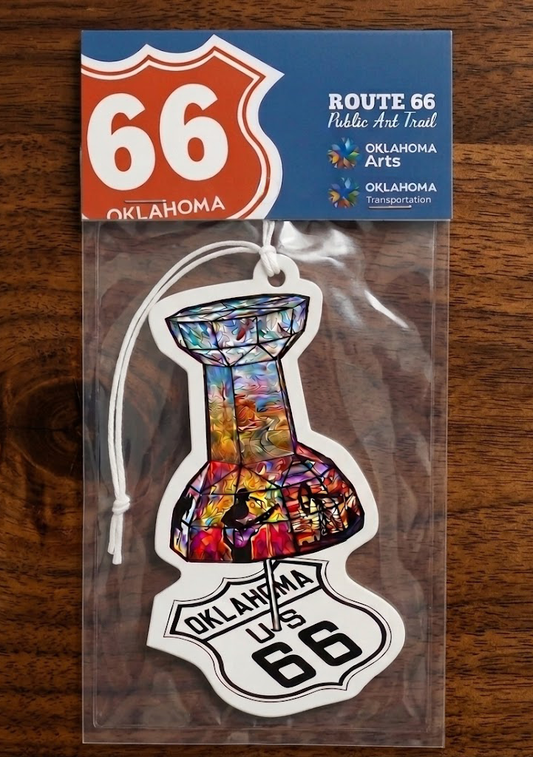 66
OKLAHOMA
ROUTE 66
Public Art Trail
OKLAHOMA
Arts
OKLAHOMA
Transportation
OKLAHOMA
US
66